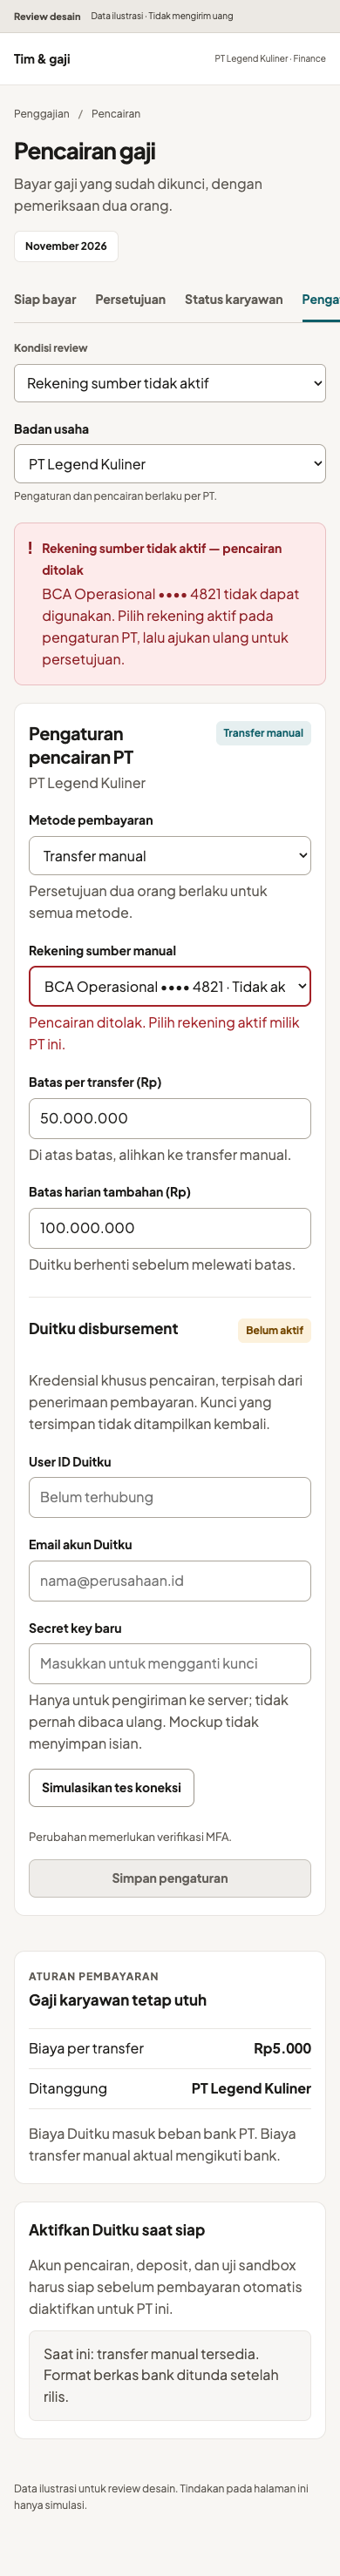 Review desain Data ilustrasi · Tidak mengirim uang
Tim & gaji PT Legend Kuliner · Finance
Penggajian / Pencairan
Pencairan gaji
Bayar gaji yang sudah dikunci, dengan
pemeriksaan dua orang.
November 2026
Siap bayar Persetujuan Status karyawan
Kondisi review
Rekening sumber tidak aktif
Badan usaha
PT Legend Kuliner
Pengaturan dan pencairan berlaku per PT.
! Rekening sumber tidak aktif — pencairan
ditolak
BCA Operasional •••• 4821 tidak dapat
digunakan. Pilih rekening aktif pada
pengaturan PT, lalu ajukan ulang untuk
persetujuan.
Pengaturan Transfer manual
pencairan PT
PT Legend Kuliner
Metode pembayaran
Transfer manual
Persetujuan dua orang berlaku untuk
semua metode.
Rekening sumber manual
BCA Operasional •••• 4821 · Tidak ak
Pencairan ditolak. Pilih rekening aktif milik
PT ini.
Batas per transfer (Rp)
50.000.000
Di atas batas, alihkan ke transfer manual.
Batas harian tambahan (Rp)
100.000.000
Duitku berhenti sebelum melewati batas.
Duitku disbursement Belum aktif
Kredensial khusus pencairan, terpisah dari
penerimaan pembayaran. Kunci yang
tersimpan tidak ditampilkan kembali.
User ID Duitku
Belum terhubung
Email akun Duitku
nama@perusahaan.id
Secret key baru
Masukkan untuk mengganti kunci
Hanya untuk pengiriman ke server; tidak
pernah dibaca ulang. Mockup tidak
menyimpan isian.
Simulasikan tes koneksi
Perubahan memerlukan verifikasi MFA.
Simpan pengaturan
ATURAN PEMBAYARAN
Gaji karyawan tetap utuh
Biaya per transfer Rp5.000
Ditanggung PT Legend Kuliner
Biaya Duitku masuk beban bank PT. Biaya
transfer manual aktual mengikuti bank.
Aktifkan Duitku saat siap
Akun pencairan, deposit, dan uji sandbox
harus siap sebelum pembayaran otomatis
diaktifkan untuk PT ini.
Saat ini: transfer manual tersedia.
Format berkas bank ditunda setelah
rilis.
Data ilustrasi untuk review desain. Tindakan pada halaman ini
hanya simulasi.